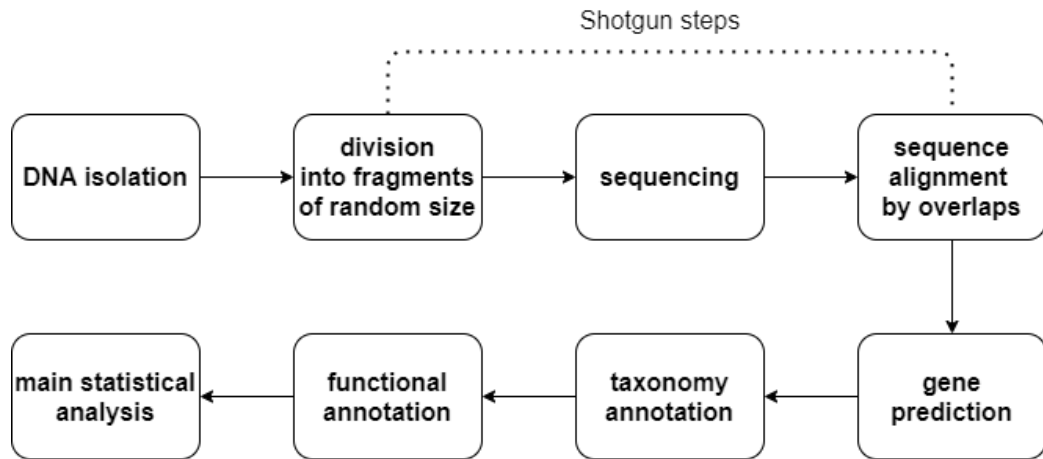 Shotgun steps
DNA isolation
division
into fragments
of random size
sequencing
sequence
alignment
by overlaps
main statistical
analysis
functional
annotation
taxonomy
annotation
gene
prediction